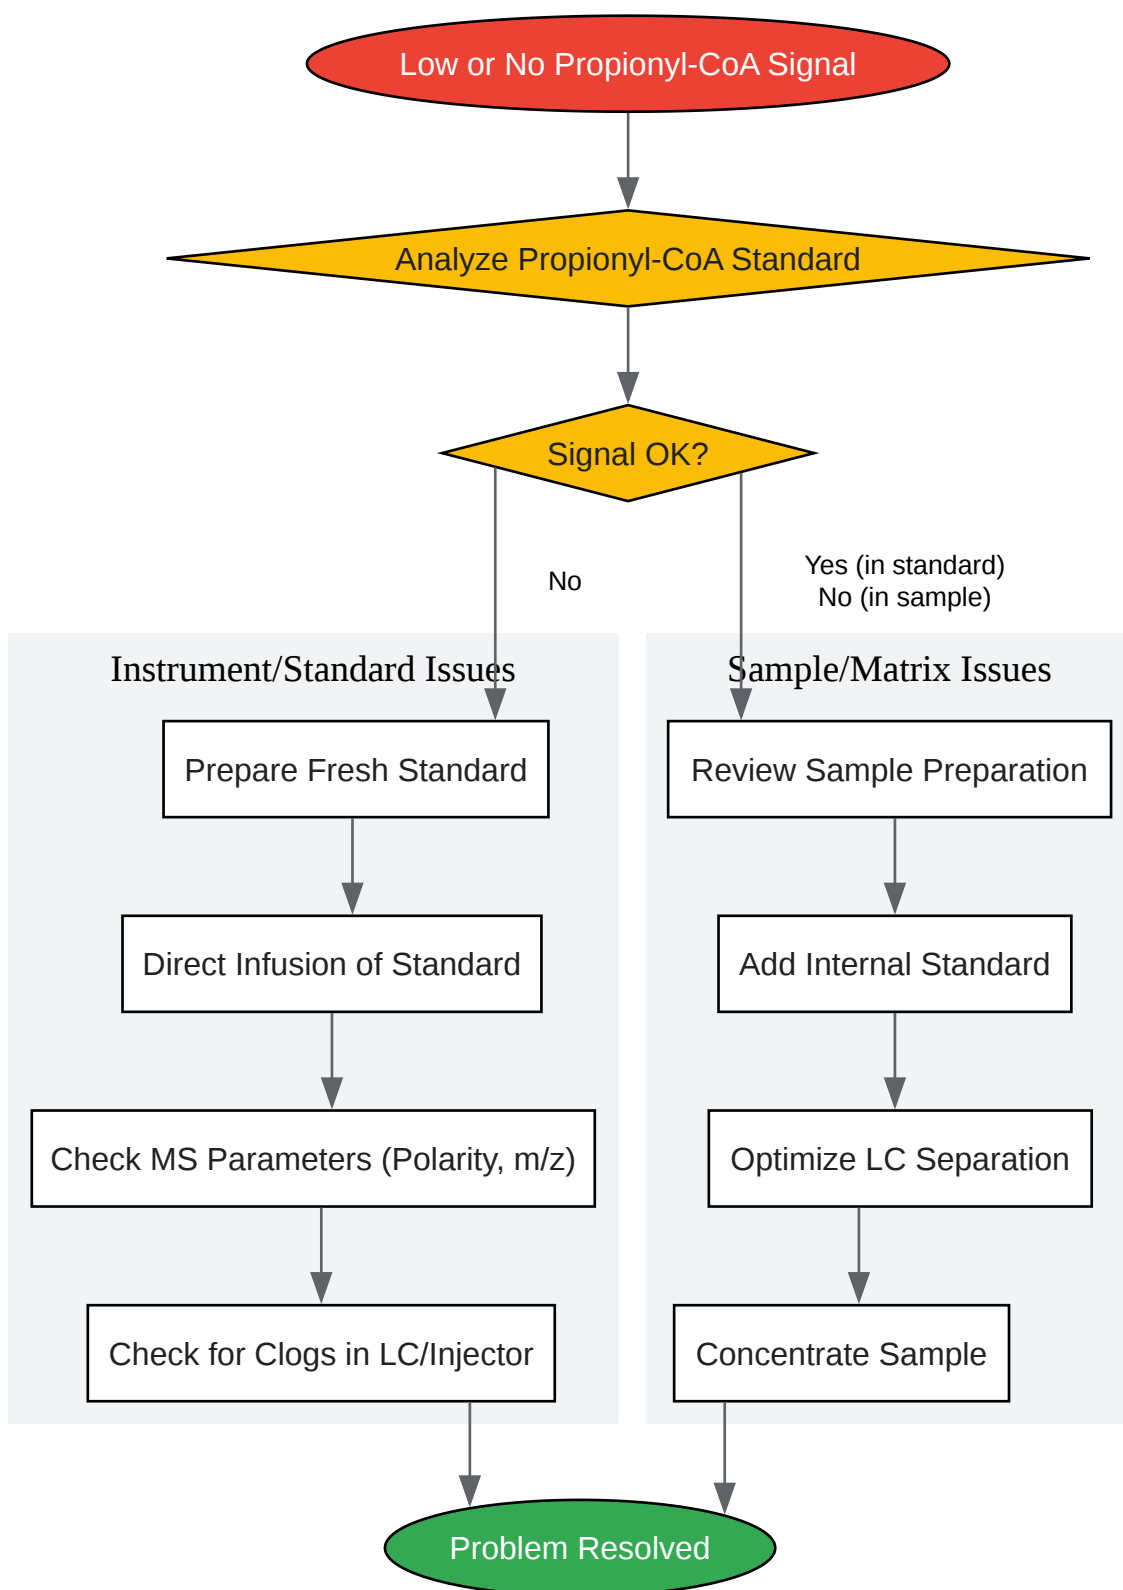 Low or No Propionyl-CoA Signal
Analyze Propionyl-CoA Standard
Signal OK?
No
Yes (in standard)
No (in sample)
Instrument/Standard Issues
Prepare Fresh Standard
Direct Infusion of Standard
Check MS Parameters (Polarity, m/z)
Check for Clogs in LC/Injector
Sample/Matrix Issues
Review Sample Preparation
Add Internal Standard
Optimize LC Separation
Concentrate Sample
Problem Resolved